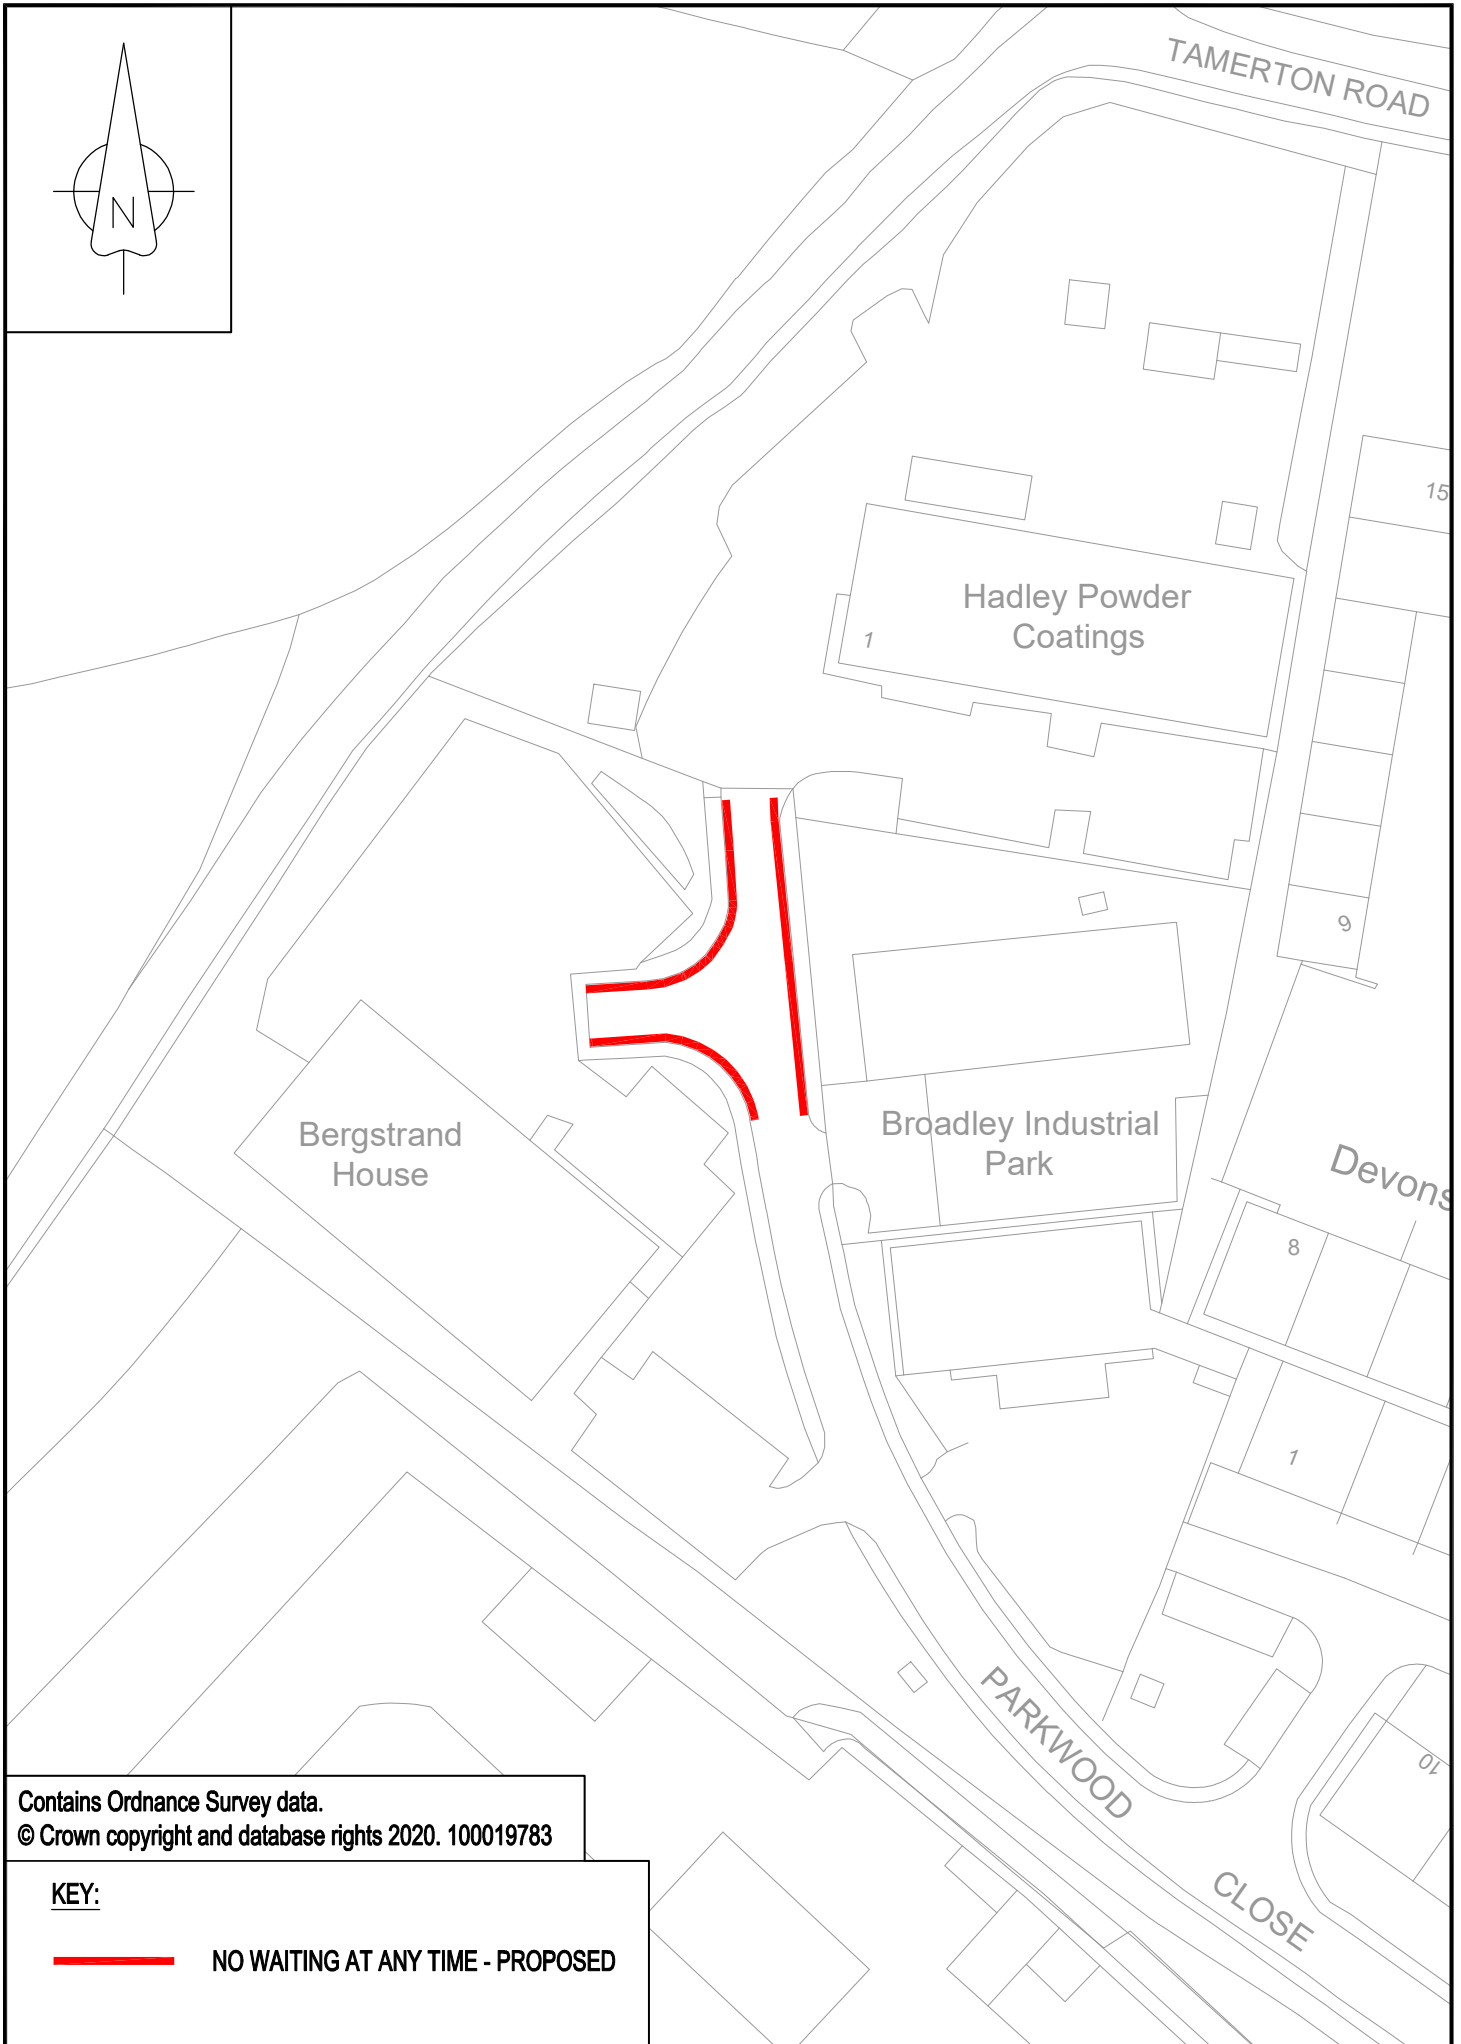 N
TAMERTON ROAD
15
Hadley Powder
Coatings
1
9
Bergstrand
House
Broadley Industrial
Park
Devons
8
1
PARKWOOD
CLOSE
10
Contains Ordnance Survey data.
© Crown copyright and database rights 2020. 100019783
KEY:
NO WAITING AT ANY TIME - PROPOSED